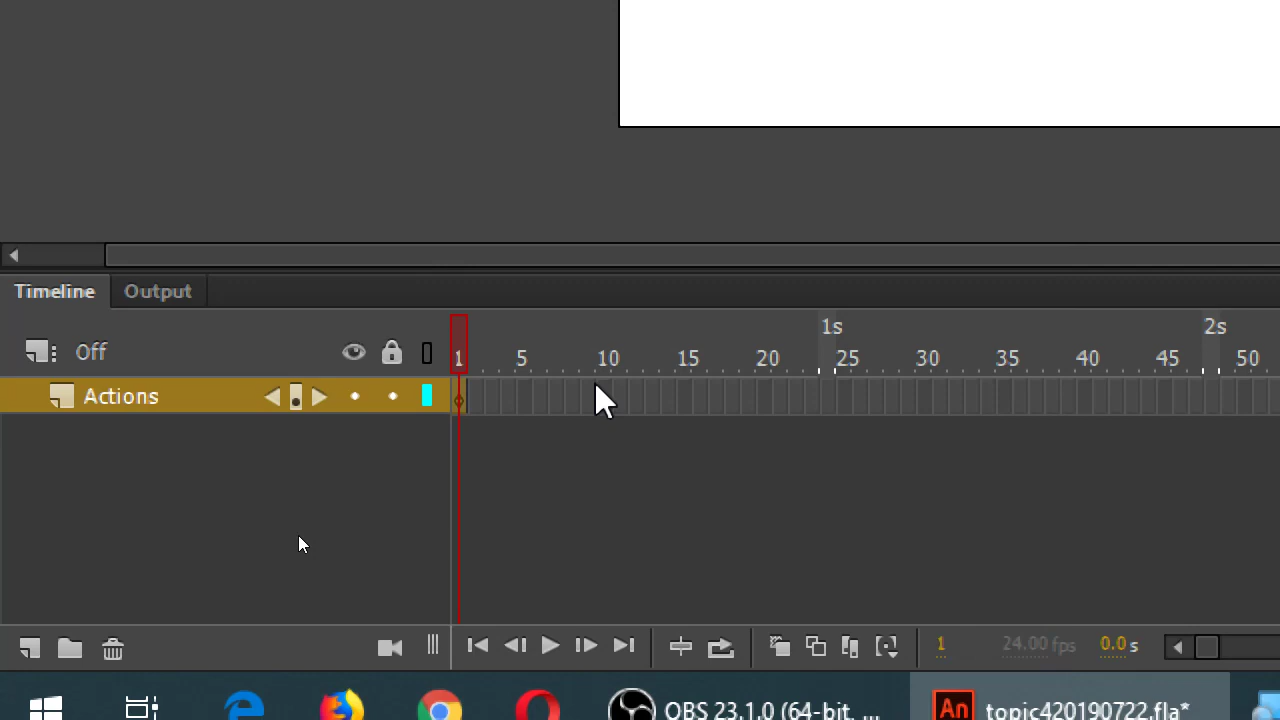 Timeline Output
1s 2s
Off
1 5 10 15 20 25 30 35 40 45 50
Actions
1 24.00 fps 0.0 s
An
OBS 23.1.0 (64-bit, ... topic420190722.fla*